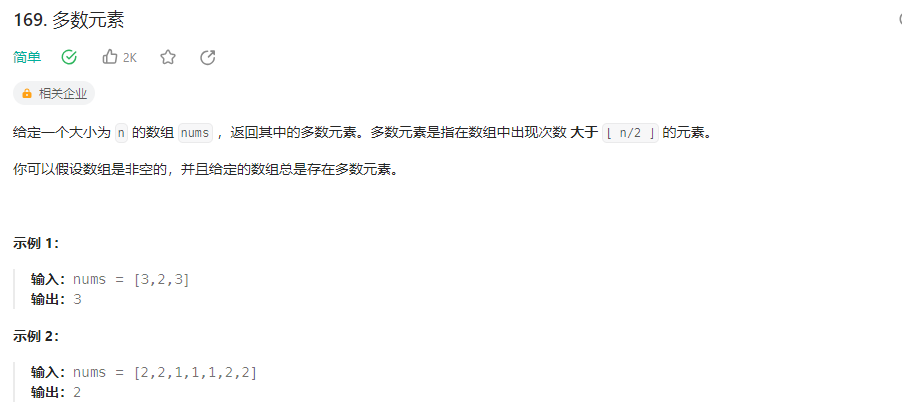 169. 多数元素
简单 2K
相关企业
给定一个大小为 n 的数组 nums ，返回其中的多数元素。多数元素是指在数组中出现次数 大于 ⌊ n/2 ⌋ 的元素。
你可以假设数组是非空的，并且给定的数组总是存在多数元素。
示例 1：
输入：nums = [3,2,3]
输出：3
示例 2：
输入：nums = [2,2,1,1,1,2,2]
输出：2